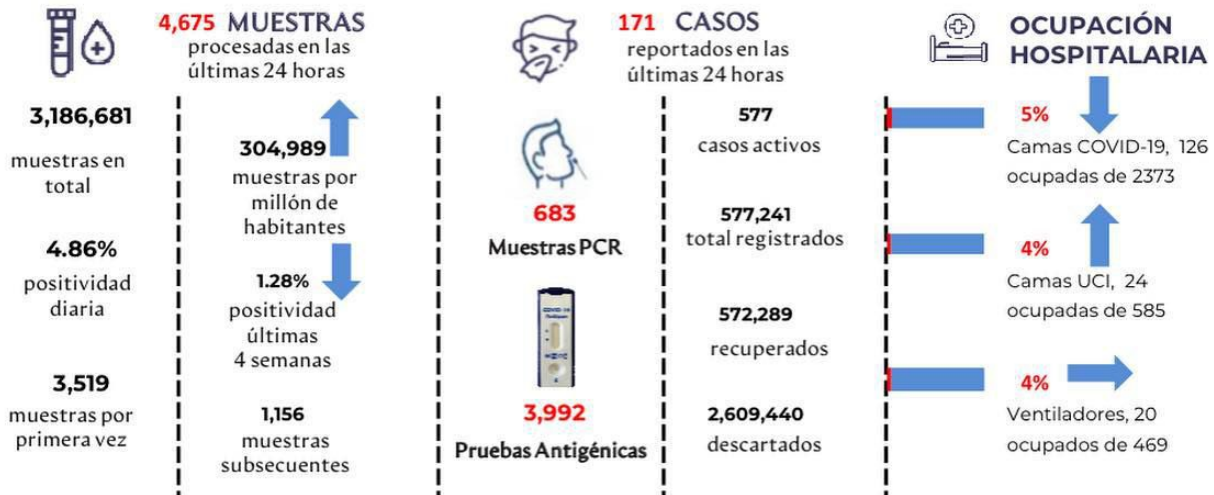 4,675 MUESTRAS
procesadas en las
últimas 24 horas
3,186,681
muestras en
total
4.86%
positividad
diaria
3,519
muestras por
primera vez
304,989
muestras por
millón de
habitantes
1.28%
positividad
últimas
4 semanas
1,156
muestras
subsecuentes
171 CASOS
reportados en las
últimas 24 horas
683
Muestras PCR
COVID-19
3,992
Pruebas Antigénicas
577
casos activos
577,241
total registrados
572,289
recuperados
2,609,440
descartados
OCUPACIÓN
HOSPITALARIA
5%
Camas COVID-19, 126
ocupadas de 2373
4%
Camas UCI, 24
ocupadas de 585
4%
Ventiladores, 20
ocupados de 469